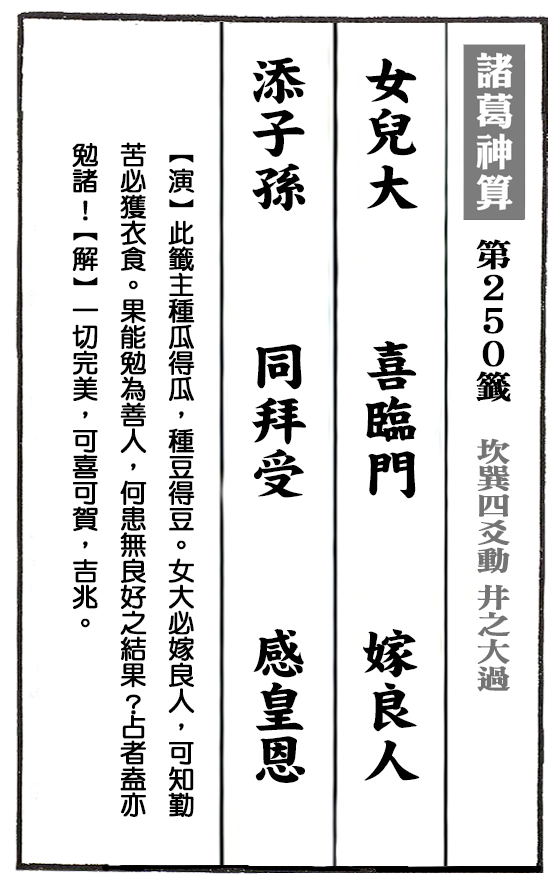 諸葛神算 第250籤 坎巽四爻動 井之大過
女兒大 喜臨門 嫁良人
添子孫 同拜受 感皇恩
【演】此籤主種瓜得瓜，種豆得豆。女大必嫁良人，可知勤
苦必獲衣食。果能勉為善人，何患無良好之結果？占者盍亦
勉諸！【解】一切完美，可喜可賀，吉兆。